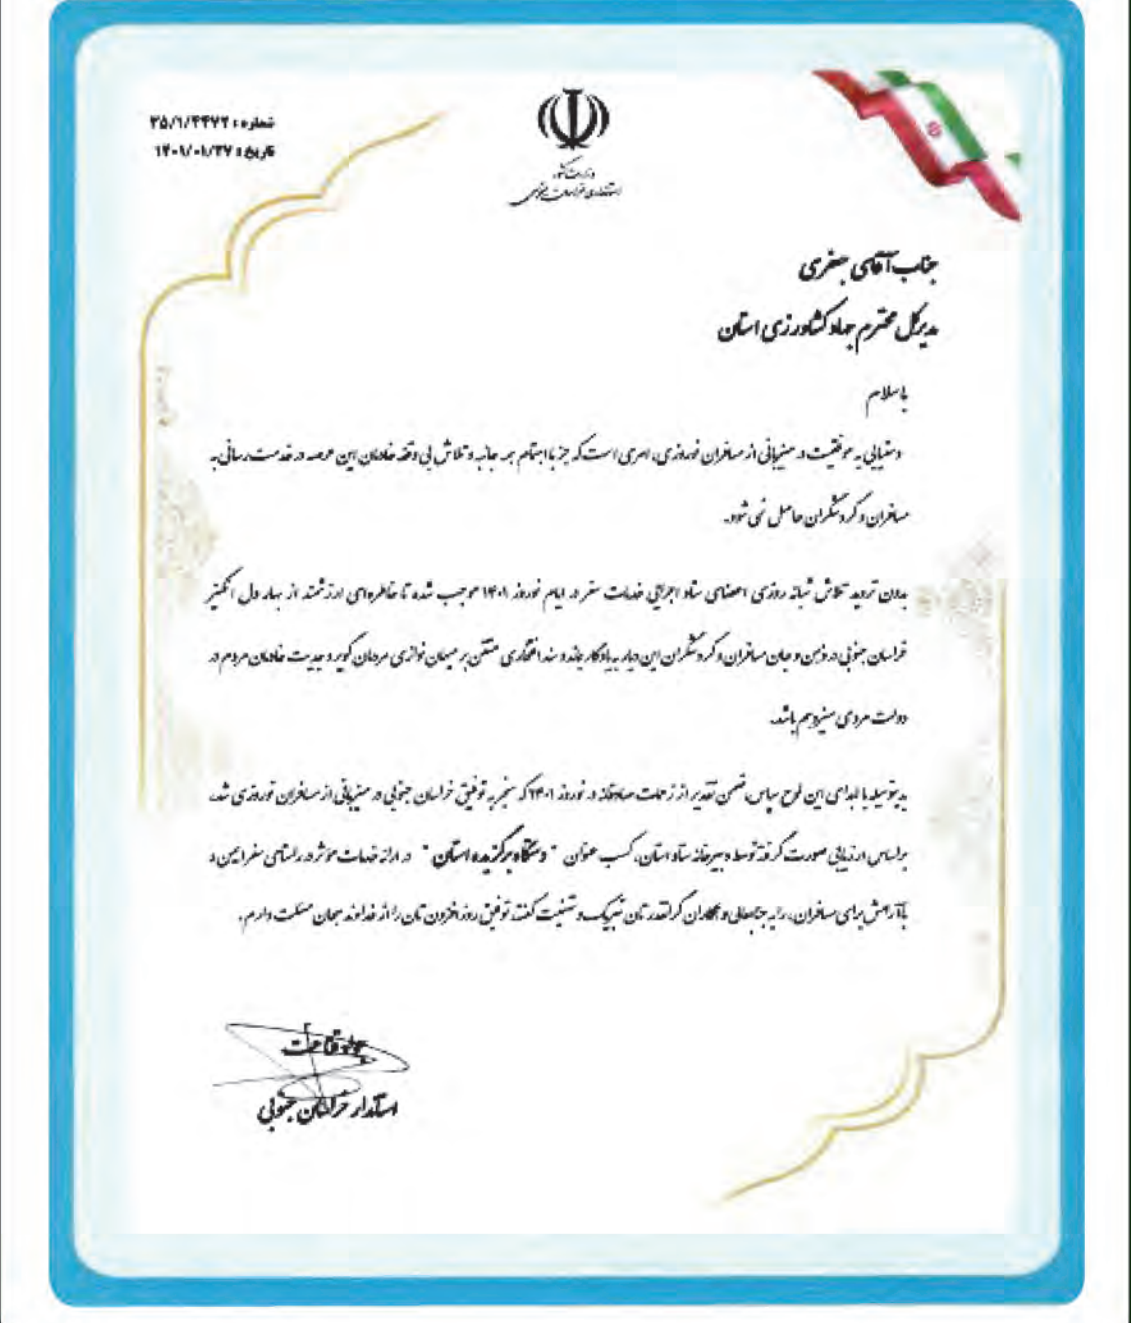 شماره: ۳۵/۱/۴۴۷۲
تاریخ: ۱۴۰۱/۰۱/۲۷
وزارت کشور
استانداری خراسان جنوبی
جناب آقای جعفری
مدیرکل محترم جهاد کشاورزی استان
باسلام
دستیابی به موفقیت در میزبانی از مسافران نوروزی، امری است که جز با اهتمام همه جانبه و تلاش بی وقفه خادمان این عرصه در خدمت رسانی به
مسافران و گردشگران حاصل نمی شود.
بدون تردید تلاش شبانه روزی اعضای ستاد اجرایی خدمات سفر در ایام نوروز ۱۴۰۱ موجب شده تا خاطره‌ای ارزشمند از بهار دل انگیز
خراسان جنوبی در ذهن و جان مسافران و گردشگران این دیار به یادگار بماند و سند افتخاری متقن بر میهمان نوازی مردمان کویر و جدیت خادمان مردم در
دولت مردمی سیزدهم باشد.
بدینوسیله با اهدای این لوح سپاس، ضمن تقدیر از زحمات صادقانه در نوروز ۱۴۰۱ که منجر به توفیق خراسان جنوبی در میزبانی از مسافران نوروزی شد،
براساس ارزیابی صورت گرفته توسط دبیرخانه ستاد استان، کسب عنوان "دستگاه برگزیده استان" در ارائه خدمات مؤثر در راستای سفر ایمن و
با آرامش برای مسافران، را به جنابعالی و همکاران گرانقدرتان تبریک و تهنیت گفته، توفیق روزافزون تان را از خداوند سبحان مسئلت دارم.
جواد قناعت
استاندار خراسان جنوبی